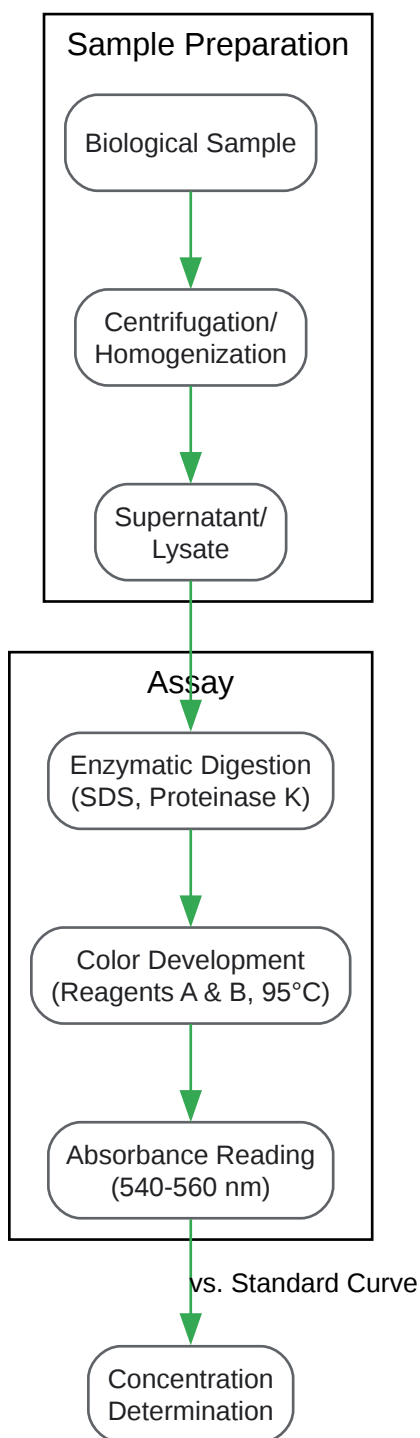 Sample Preparation
Biological Sample
Centrifugation/
Homogenization
Supernatant/
Lysate
Assay
Enzymatic Digestion
(SDS, Proteinase K)
Color Development
(Reagents A & B, 95°C)
Absorbance Reading
(540-560 nm)
vs. Standard Curve
Concentration
Determination